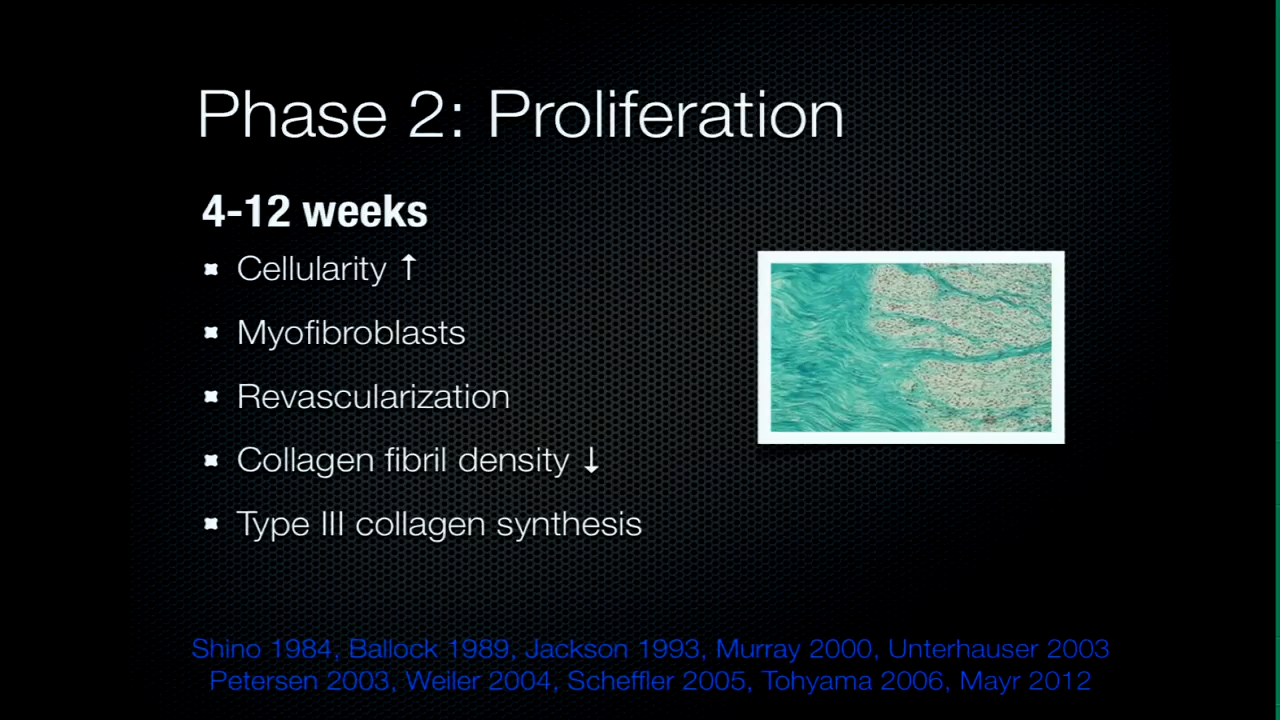 Phase 2: Proliferation
4-12 weeks
Cellularity ↑
Myofibroblasts
Revascularization
Collagen fibril density ↓
Type III collagen synthesis
Shino 1984, Ballock 1989, Jackson 1993, Murray 2000, Unterhauser 2003
Petersen 2003, Weiler 2004, Scheffler 2005, Tohyama 2006, Mayr 2012